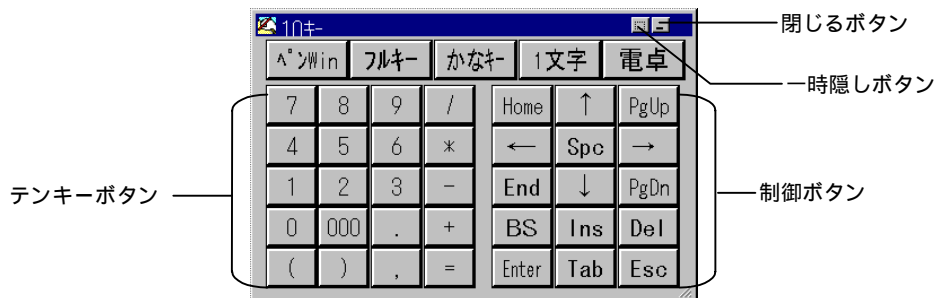 10キー
閉じるボタン
ペンWin フルキー かなキー 1文字 電卓
一時隠しボタン
7 8 9 / Home ↑ PgUp
4 5 6 * ← Spc →
テンキーボタン
1 2 3 - End ↓ PgDn
制御ボタン
0 000 . + BS Ins Del
( ) , = Enter Tab Esc